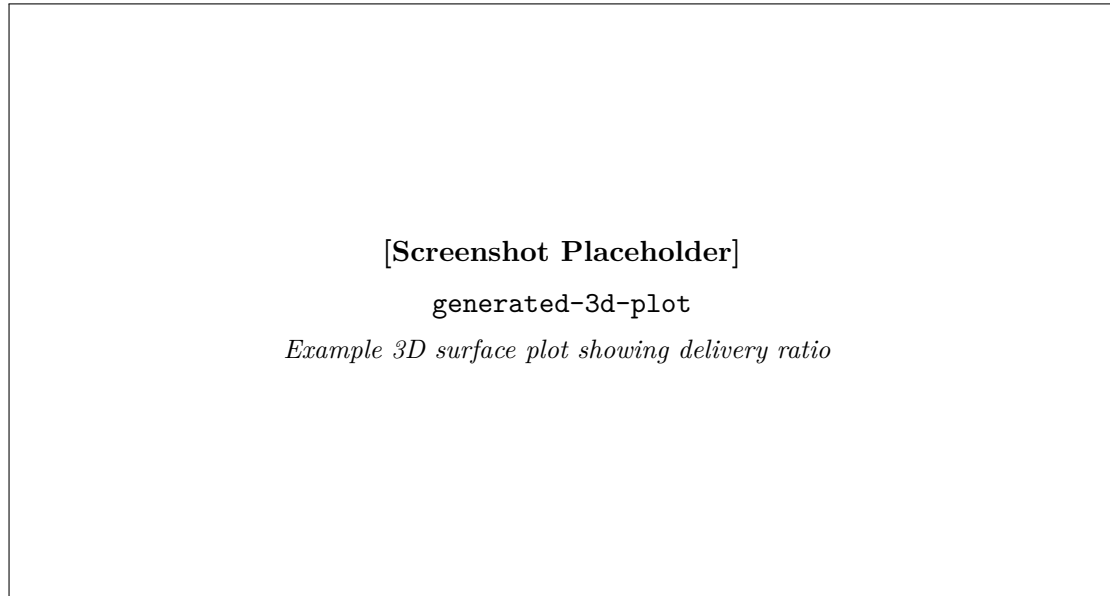 [Screenshot Placeholder]
generated-3d-plot
Example 3D surface plot showing delivery ratio